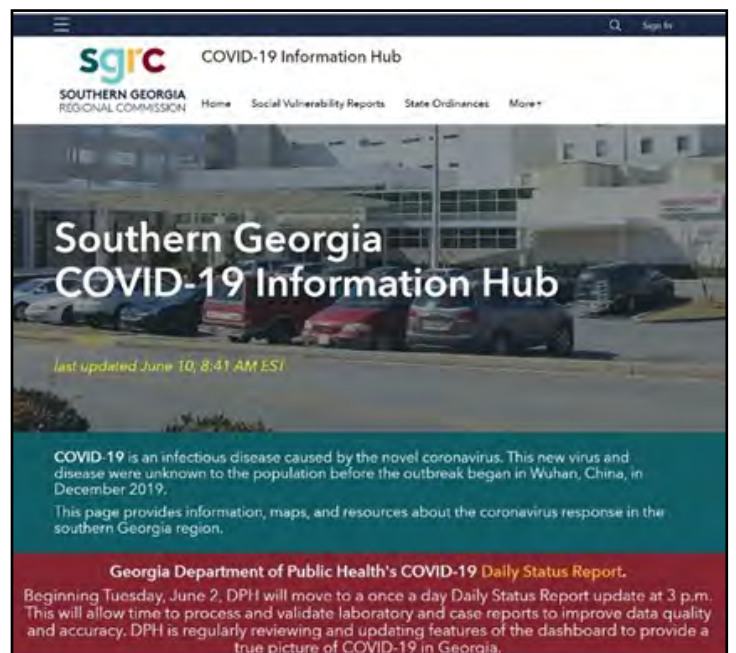 Sign In
sgrc
COVID-19 Information Hub
SOUTHERN GEORGIA
REGIONAL COMMISSION
Home Social Vulnerability Reports State Ordinances More
Southern Georgia
COVID-19 Information Hub
last updated June 10, 8:41 AM EST
COVID-19 is an infectious disease caused by the novel coronavirus. This new virus and
disease were unknown to the population before the outbreak began in Wuhan, China, in
December 2019.
This page provides information, maps, and resources about the coronavirus response in the
southern Georgia region.
Georgia Department of Public Health's COVID-19 Daily Status Report.
Beginning Tuesday, June 2, DPH will move to a once a day Daily Status Report update at 3 p.m.
This will allow time to process and validate laboratory and case reports to improve data quality
and accuracy. DPH is regularly reviewing and updating features of the dashboard to provide a
true picture of COVID-19 in Georgia.